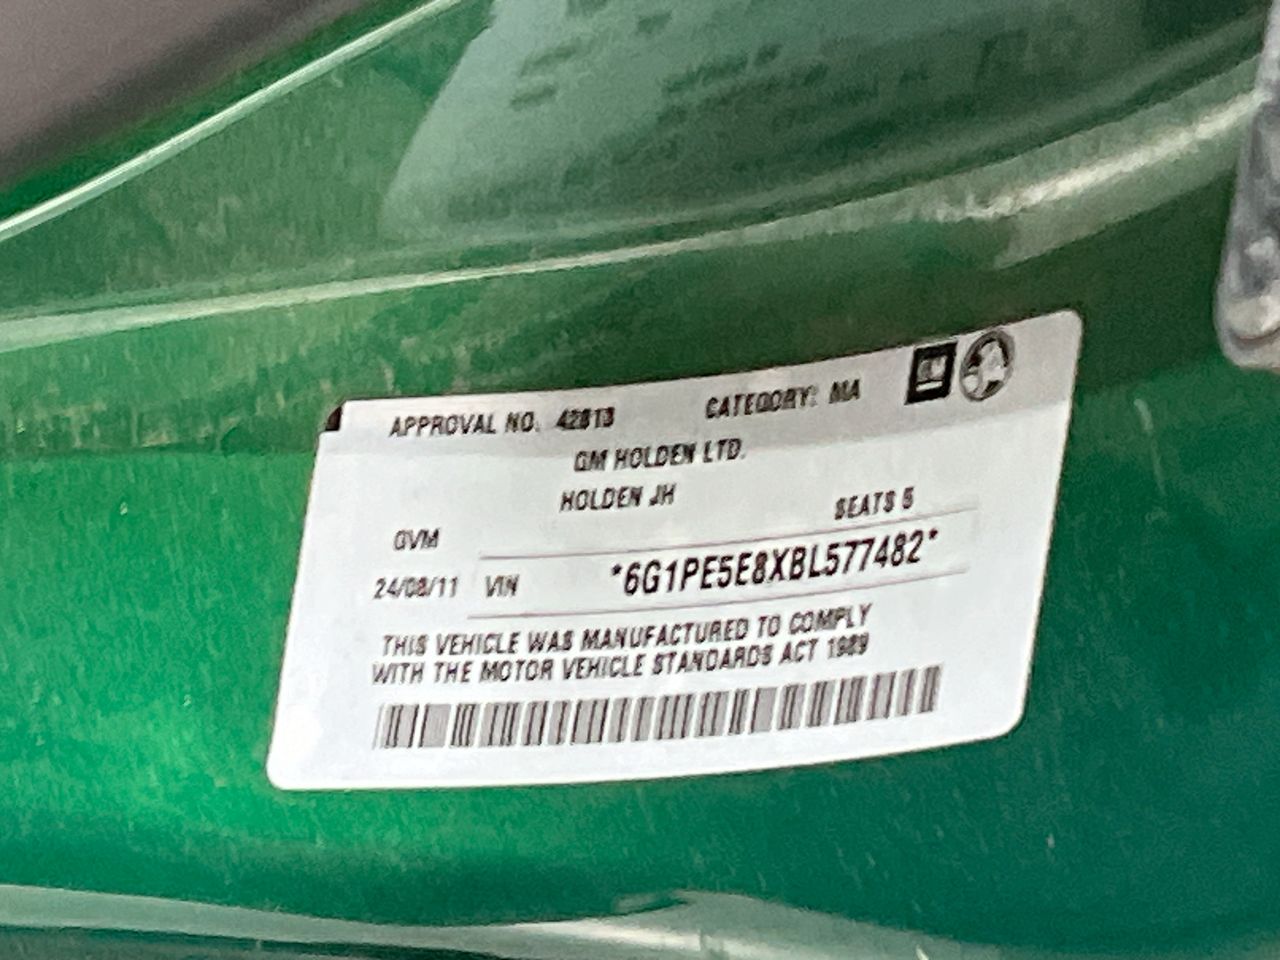 APPROVAL NO. 42813 CATEGORY: MA GM
GM HOLDEN LTD.
HOLDEN JH
SEATS 5
GVM
24/08/11 VIN *6G1PE5E8XBL577482*
THIS VEHICLE WAS MANUFACTURED TO COMPLY
WITH THE MOTOR VEHICLE STANDARDS ACT 1989